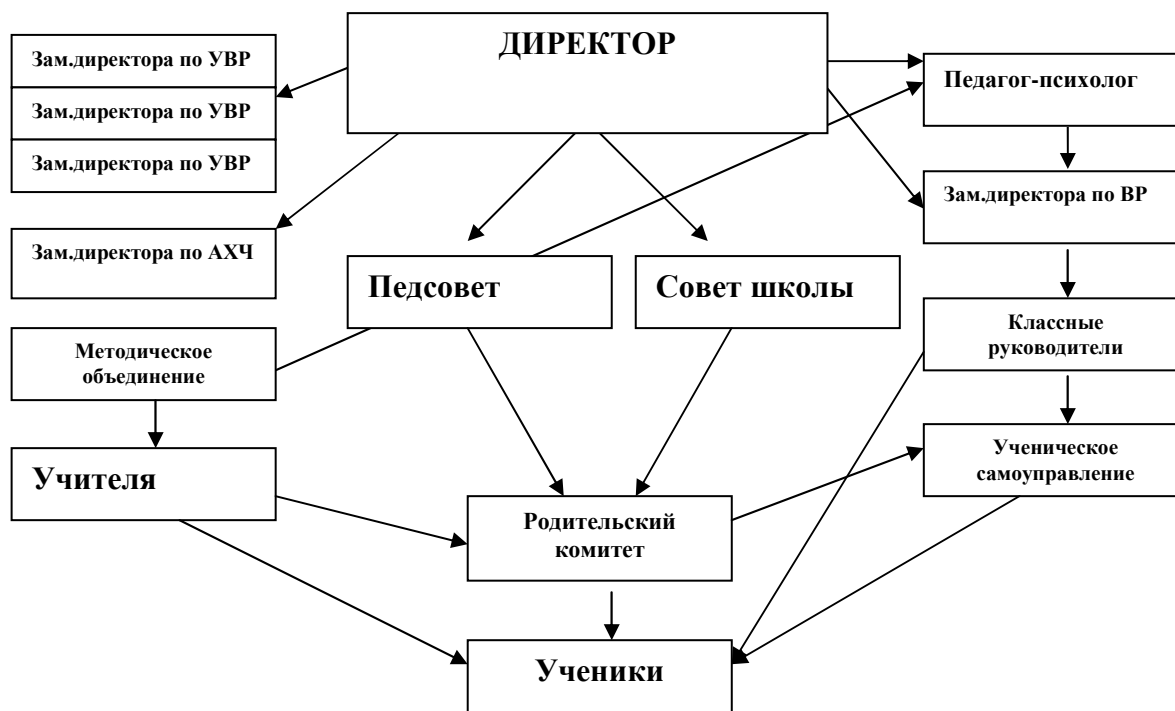 ДИРЕКТОР
Зам.директора по УВР
Зам.директора по УВР
Зам.директора по УВР
Педагог-психолог
Зам.директора по ВР
Зам.директора по АХЧ
Педсовет
Совет школы
Классные
руководители
Методическое
объединение
Учителя
Ученическое
самоуправление
Родительский
комитет
Ученики